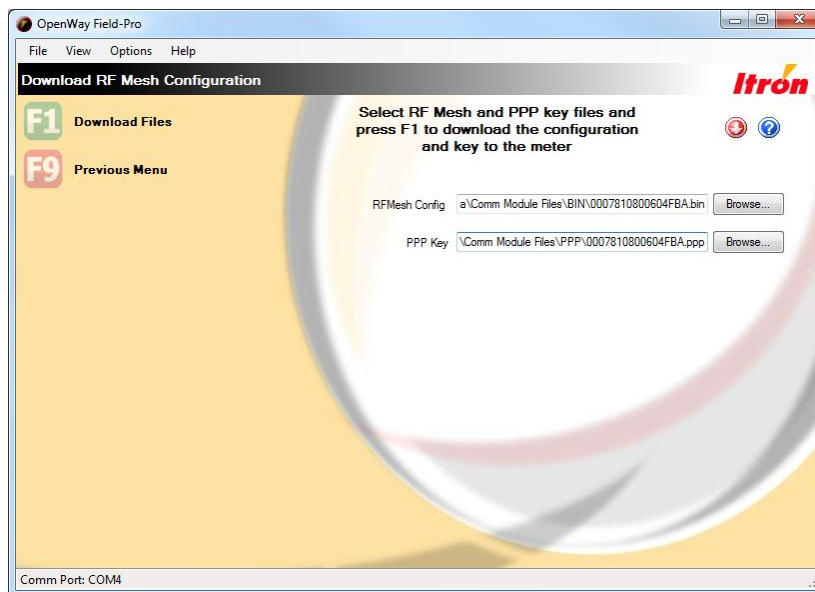 OpenWay Field-Pro
File View Options Help
Download RF Mesh Configuration
Itrón
F1 Download Files
F9 Previous Menu
Select RF Mesh and PPP key files and
press F1 to download the configuration
and key to the meter
RFMesh Config a\Comm Module Files\BIN\0007810800604FBA.bin Browse...
PPP Key \Comm Module Files\PPP\0007810800604FBA.ppp Browse...
Comm Port: COM4